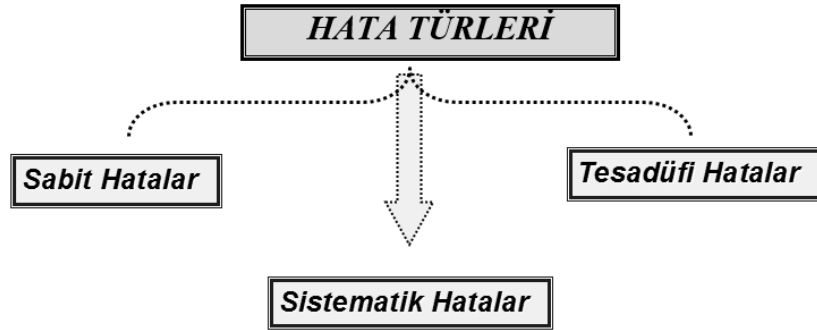 HATA TÜRLERİ
Sabit Hatalar
Tesadüfi Hatalar
Sistematik Hatalar